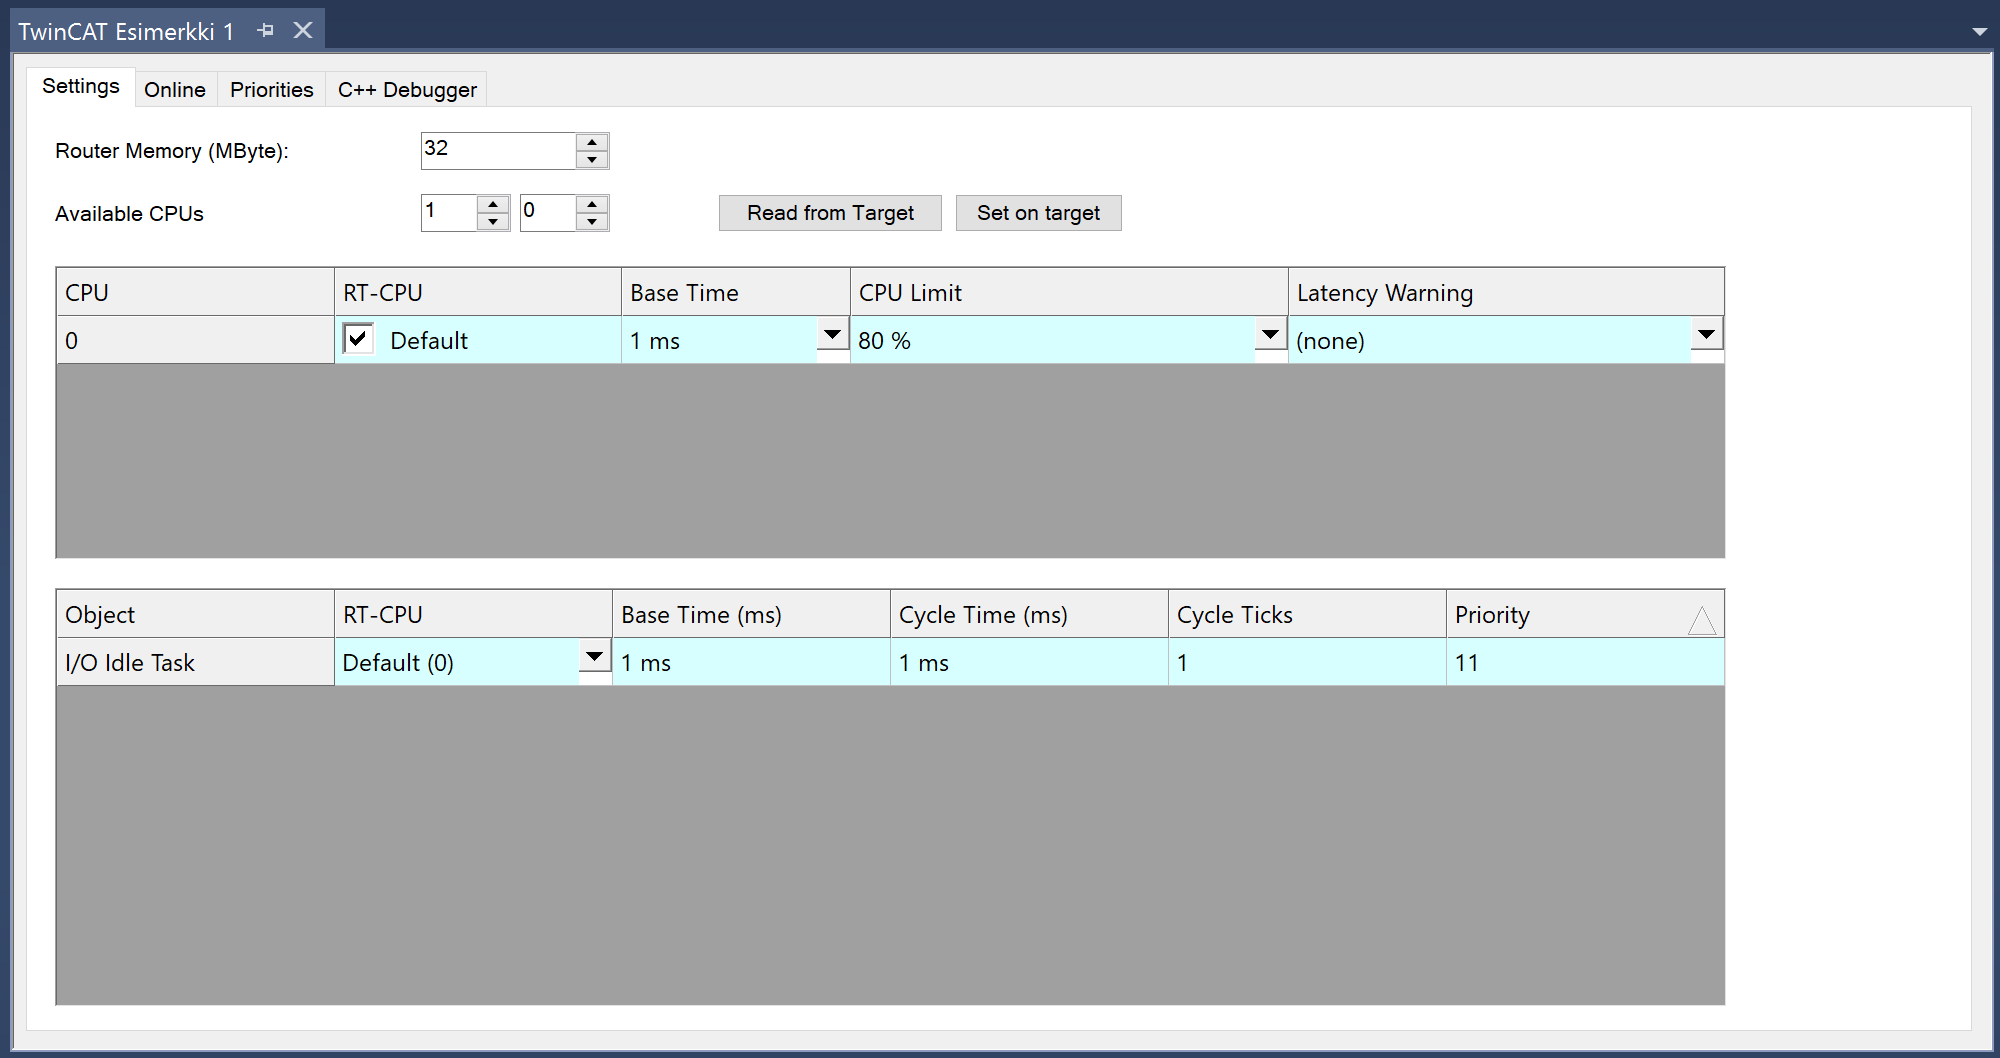 TwinCAT Esimerkki 1
Settings Online Priorities C++ Debugger
Router Memory (MByte): 32
Available CPUs 1 0 Read from Target Set on target
CPU RT-CPU Base Time CPU Limit Latency Warning
0 Default 1 ms 80 % (none)
Object RT-CPU Base Time (ms) Cycle Time (ms) Cycle Ticks Priority
I/O Idle Task Default (0) 1 ms 1 ms 1 11